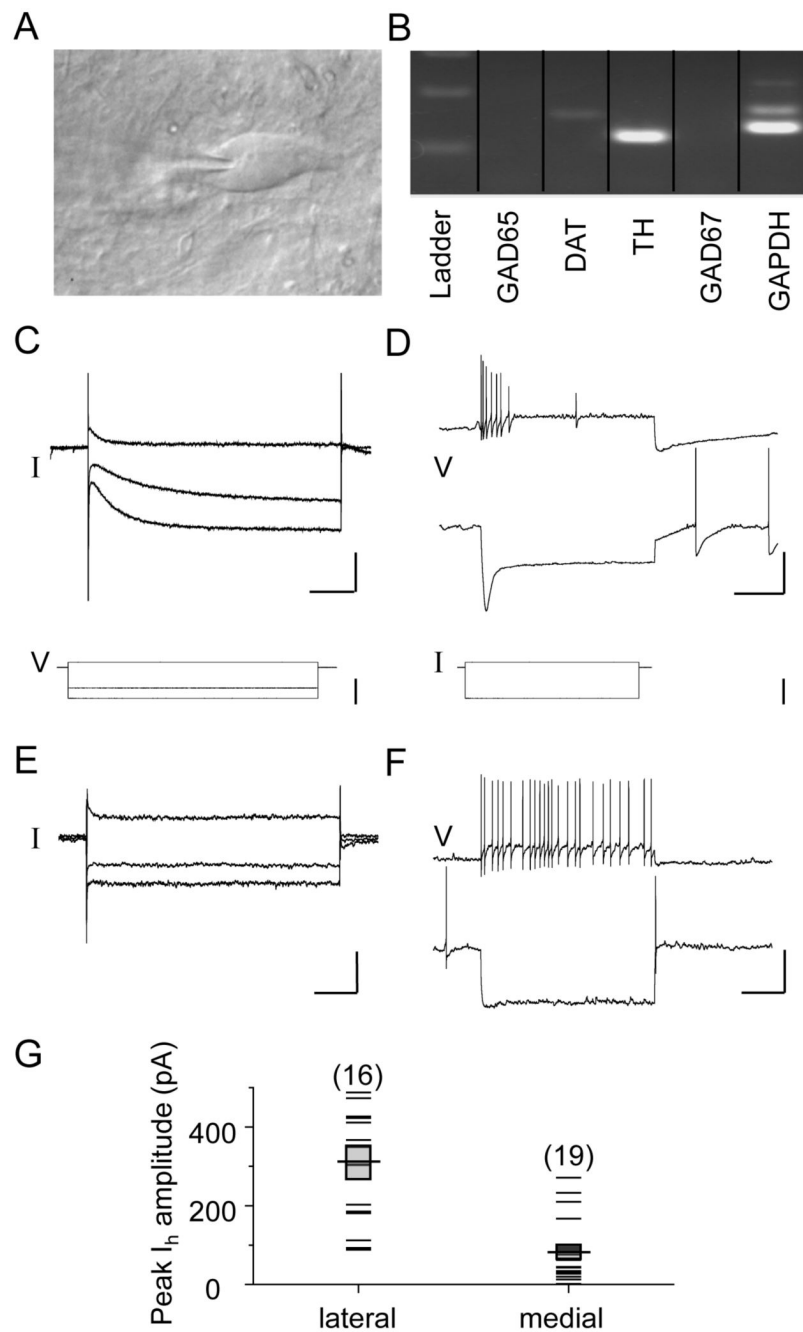 A
B
Ladder
GAD65
DAT
TH
GAD67
GAPDH
C
D
I
V
V
I
E
F
I
V
G
Peak Ih amplitude (pA)
400
200
0
(16)
(19)
lateral
medial